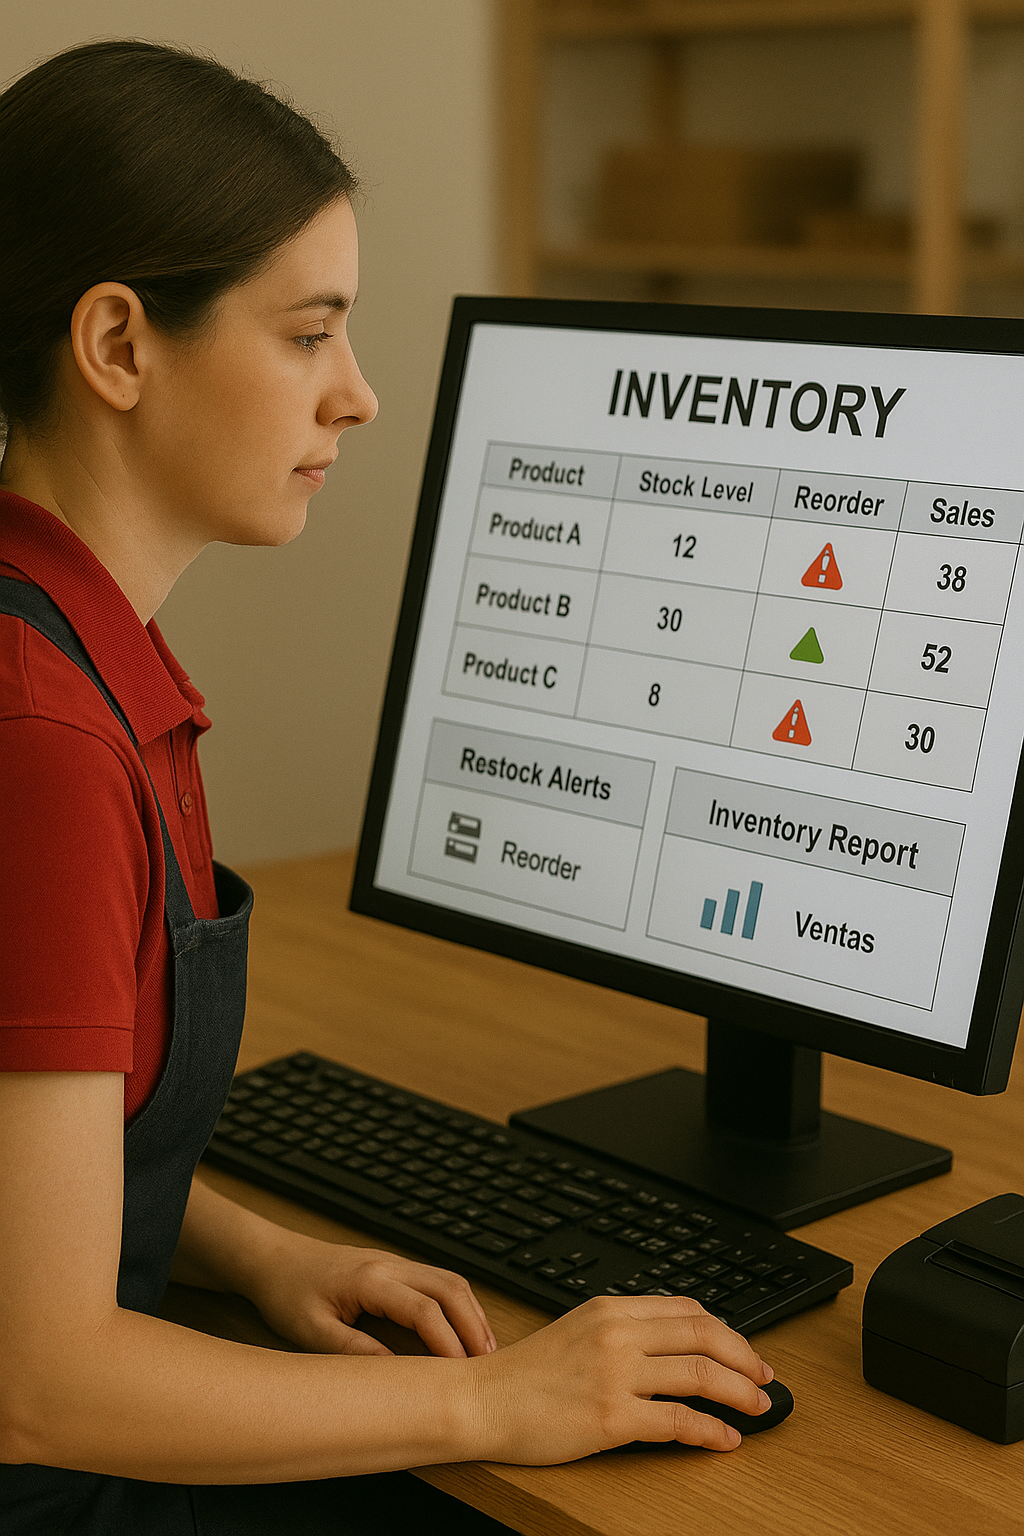 INVENTORY
Product Stock Level Reorder Sales
Product A 12 38
Product B 30 52
Product C 8 30
Restock Alerts
Reorder
Inventory Report
Ventas